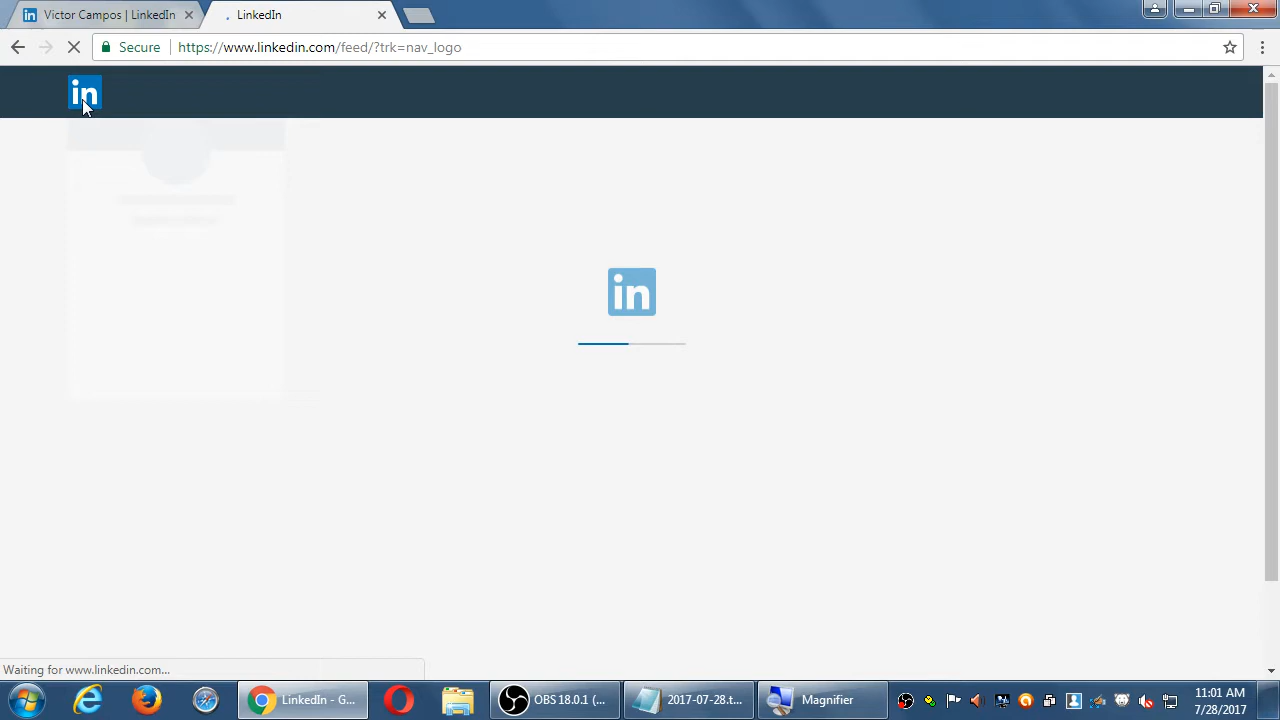 Victor Campos | LinkedIn
LinkedIn
Secure
https://www.linkedin.com/feed/?trk=nav_logo
in
in
Waiting for www.linkedin.com...
LinkedIn - G...
OBS 18.0.1 (...
2017-07-28.t...
Magnifier
11:01 AM
7/28/2017